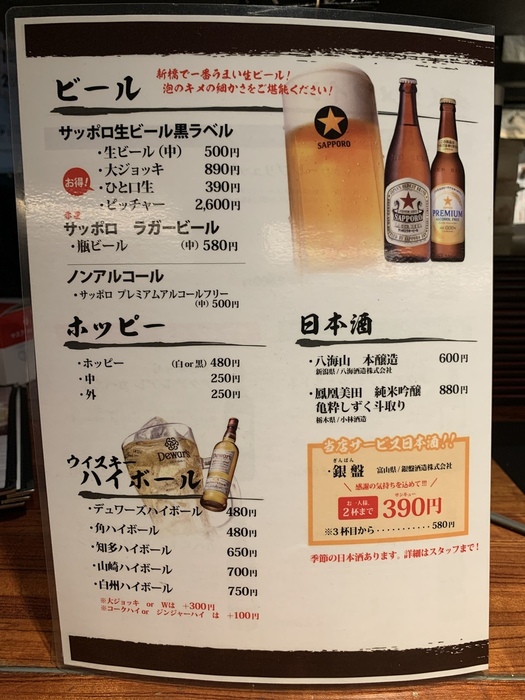 ビール
新橋で一番うまい生ビール!
泡のキメの細かさをご堪能ください!
サッポロ生ビール黒ラベル
・生ビール(中) 500円
・大ジョッキ 890円
お得!
・ひと口生 390円
・ピッチャー 2,600円
サッポロ ラガービール
・瓶ビール (中) 580円
SAPPORO
SAPPORO
PREMIUM
ノンアルコール
・サッポロ プレミアムアルコールフリー
(中) 500円
ホッピー
・ホッピー (白or黒) 480円
・中 250円
・外 250円
Dewar's
ウイスキー
ハイボール
・デュワーズハイボール 480円
・角ハイボール 480円
・知多ハイボール 650円
・山崎ハイボール 700円
・白州ハイボール 750円
※大ジョッキ or Wは +300円
※コークハイ or ジンジャーハイ は +100円
日本酒
・八海山 本醸造 600円
新潟県/八海酒造株式会社
・鳳凰美田 純米吟醸 880円
亀粋しずく斗取り
栃木県/小林酒造
当店サービス日本酒!!
ぎんばん
・銀盤 富山県/銀盤酒造株式会社
感謝の気持ちを込めて!!!
お一人様、
2杯まで
サンキュー
390円
※3杯目から・・・・・・・・・・・580円
季節の日本酒あります。詳細はスタッフまで!